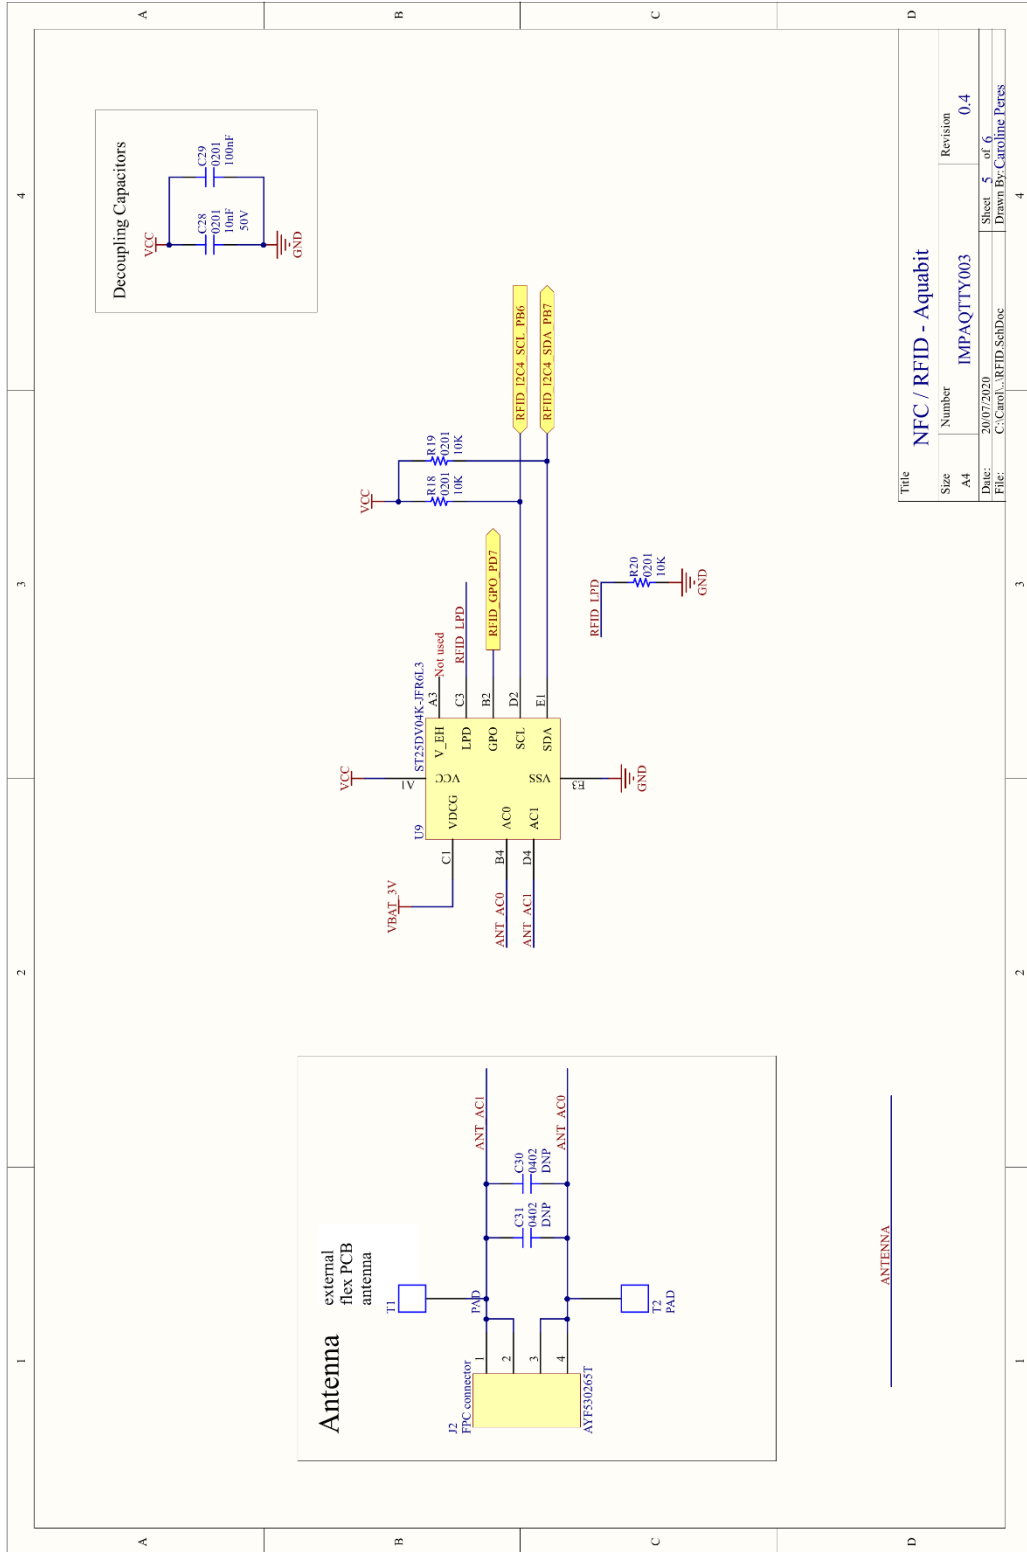 1
2
3
4
A
B
C
D
A
B
C
D
1
2
3
4
Antenna
external
flex PCB
antenna
T1
PAD
J2
FPC connector
1
2
3
4
AYF530265T
T2
PAD
C31
0402
DNP
C30
0402
DNP
ANT_AC1
ANT_AC0
ANTENNA
VBAT_3V
VCC
U9
ST25DV04K-JFR6L3
C1
VDCG
A1
VCC
B4
AC0
D4
AC1
ANT_AC0
ANT_AC1
V_EH
A3
Not used
LPD
C3
RFID_LPD
GPO
B2
RFID_GPO_PD7
SCL
D2
SDA
E1
VSS
E3
GND
VCC
R18
0201
10K
R19
0201
10K
RFID_I2C4_SCL_PB6
RFID_I2C4_SDA_PB7
RFID_LPD
R20
0201
10K
GND
Decoupling Capacitors
VCC
C28
0201
10nF
50V
C29
0201
100nF
GND
Title
NFC / RFID - Aquabit
Size
A4
Number
IMPAQTTY003
Revision
0.4
Date:
20/07/2020
Sheet 5 of 6
File:
C:\Carol\..\RFID.SchDoc
Drawn By: Caroline Peres